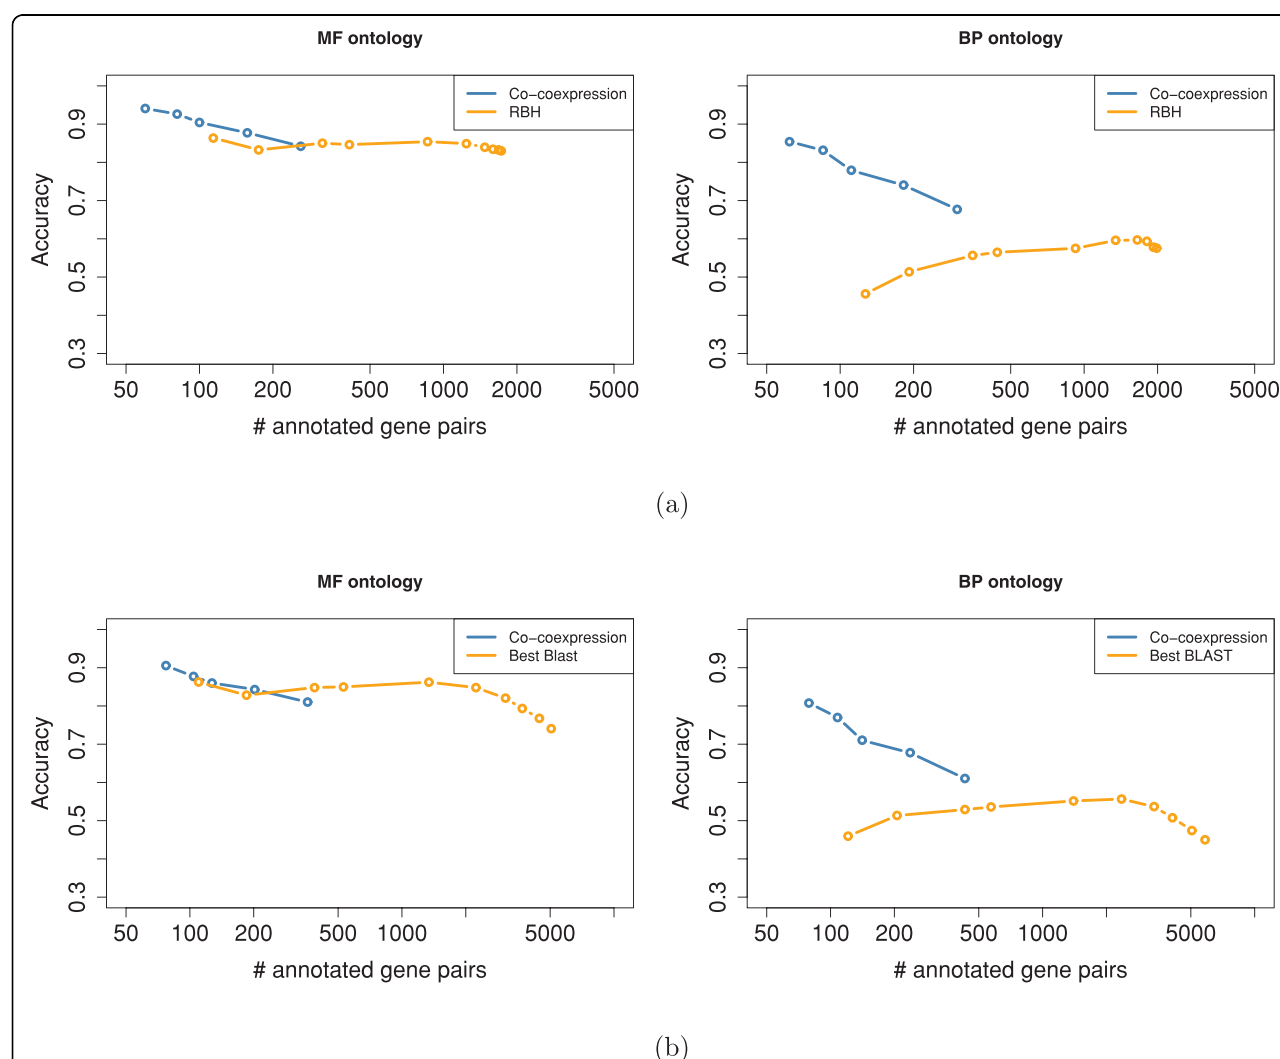 MF ontology
Co-coexpression
RBH
0.9
0.7
0.5
0.3
Accuracy
50 100 200 500 1000 2000 5000
# annotated gene pairs
BP ontology
Co-coexpression
RBH
0.9
0.7
0.5
0.3
Accuracy
50 100 200 500 1000 2000 5000
# annotated gene pairs
(a)
MF ontology
Co-coexpression
Best Blast
0.9
0.7
0.5
0.3
Accuracy
50 100 200 500 1000 5000
# annotated gene pairs
BP ontology
Co-coexpression
Best BLAST
0.9
0.7
0.5
0.3
Accuracy
50 100 200 500 1000 5000
# annotated gene pairs
(b)